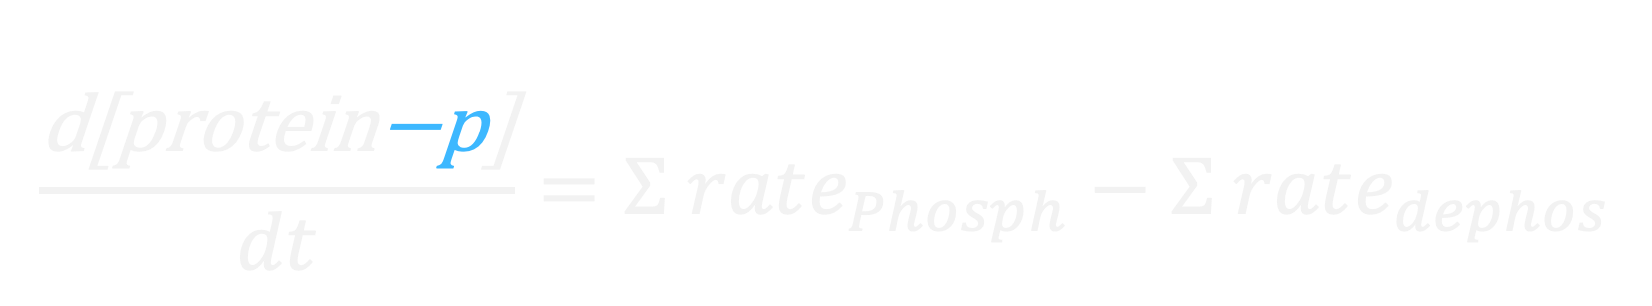 d[protein−p]
dt
= Σ rate_Phosph − Σ rate_dephos